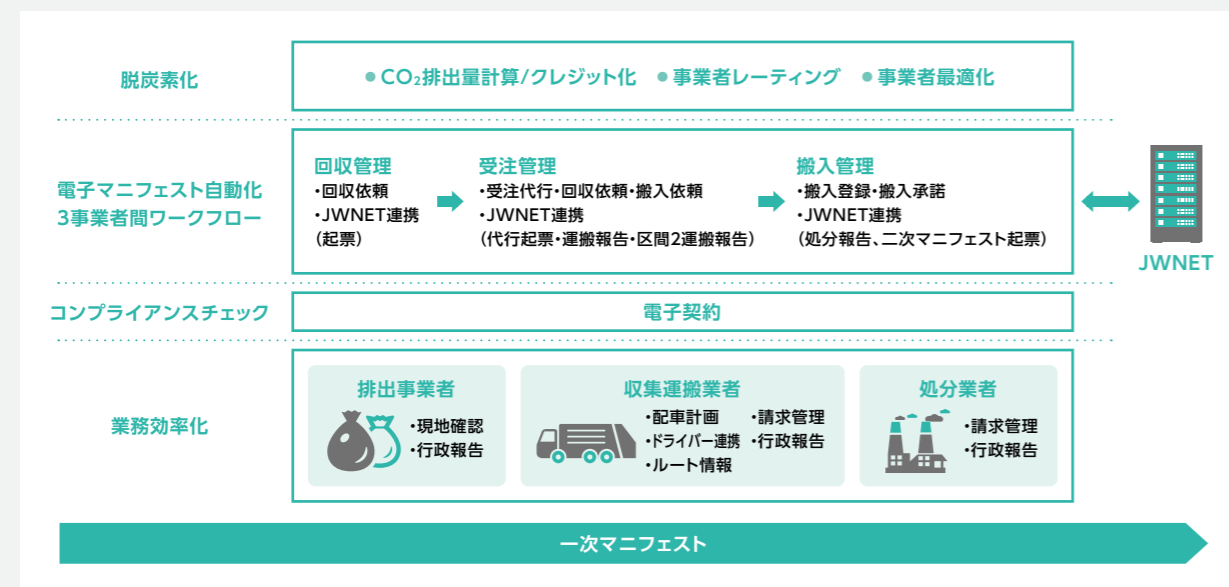 脱炭素化
●CO₂排出量計算/クレジット化 ●事業者レーティング ●事業者最適化
電子マニフェスト自動化
3事業者間ワークフロー
回収管理
・回収依頼
・JWNET連携
(起票)
受注管理
・受注代行・回収依頼・搬入依頼
・JWNET連携
(代行起票・運搬報告・区間2運搬報告)
搬入管理
・搬入登録・搬入承諾
・JWNET連携
(処分報告、二次マニフェスト起票)
JWNET
コンプライアンスチェック
電子契約
業務効率化
排出事業者
・現地確認
・行政報告
収集運搬業者
・配車計画 ・請求管理
・ドライバー連携 ・行政報告
・ルート情報
処分業者
・請求管理
・行政報告
一次マニフェスト